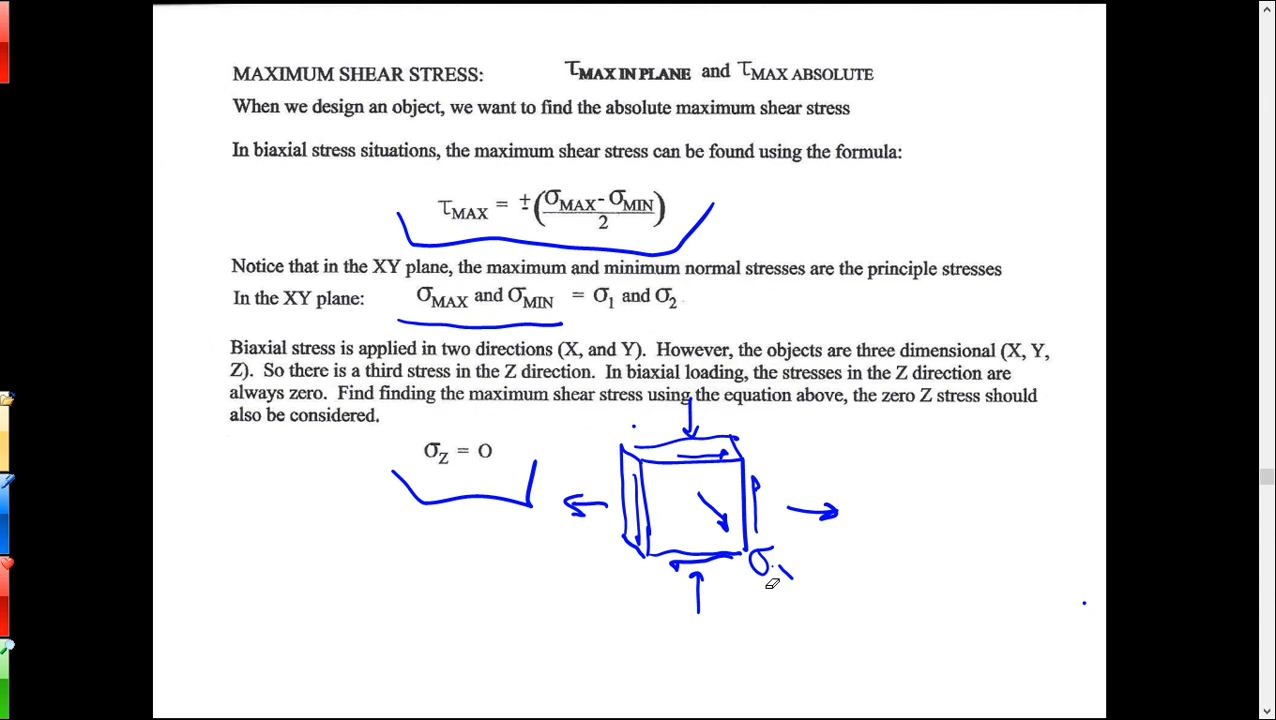 MAXIMUM SHEAR STRESS: τMAX IN PLANE and τMAX ABSOLUTE
When we design an object, we want to find the absolute maximum shear stress
In biaxial stress situations, the maximum shear stress can be found using the formula:
τMAX = ±(σMAX - σMIN / 2)
Notice that in the XY plane, the maximum and minimum normal stresses are the principle stresses
In the XY plane: σMAX and σMIN = σ1 and σ2
Biaxial stress is applied in two directions (X, and Y). However, the objects are three dimensional (X, Y,
Z). So there is a third stress in the Z direction. In biaxial loading, the stresses in the Z direction are
always zero. Find finding the maximum shear stress using the equation above, the zero Z stress should
also be considered.
σZ = O
σ